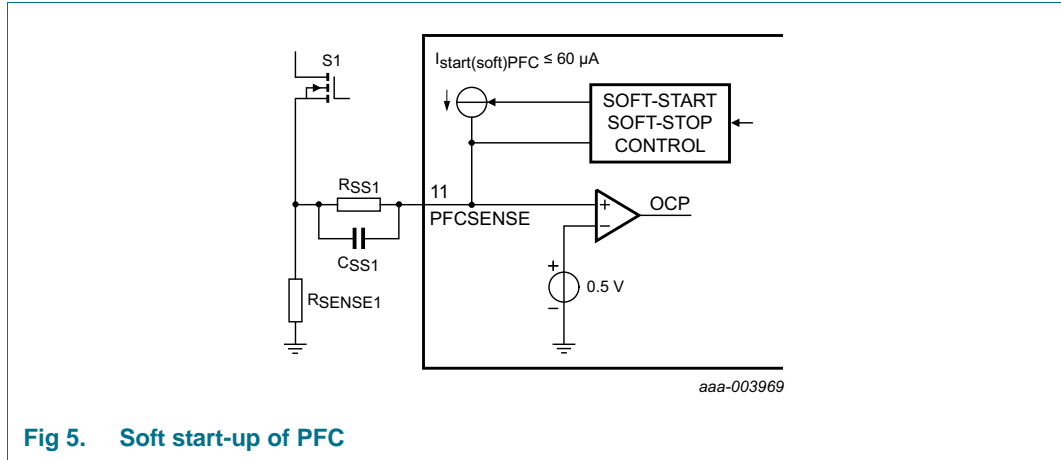 S1
Istart(soft)PFC ≤ 60 μA
SOFT-START
SOFT-STOP
CONTROL
RSS1
CSS1
RSENSE1
11
PFCSENSE
+
−
OCP
+
−
0.5 V
aaa-003969
Fig 5. Soft start-up of PFC